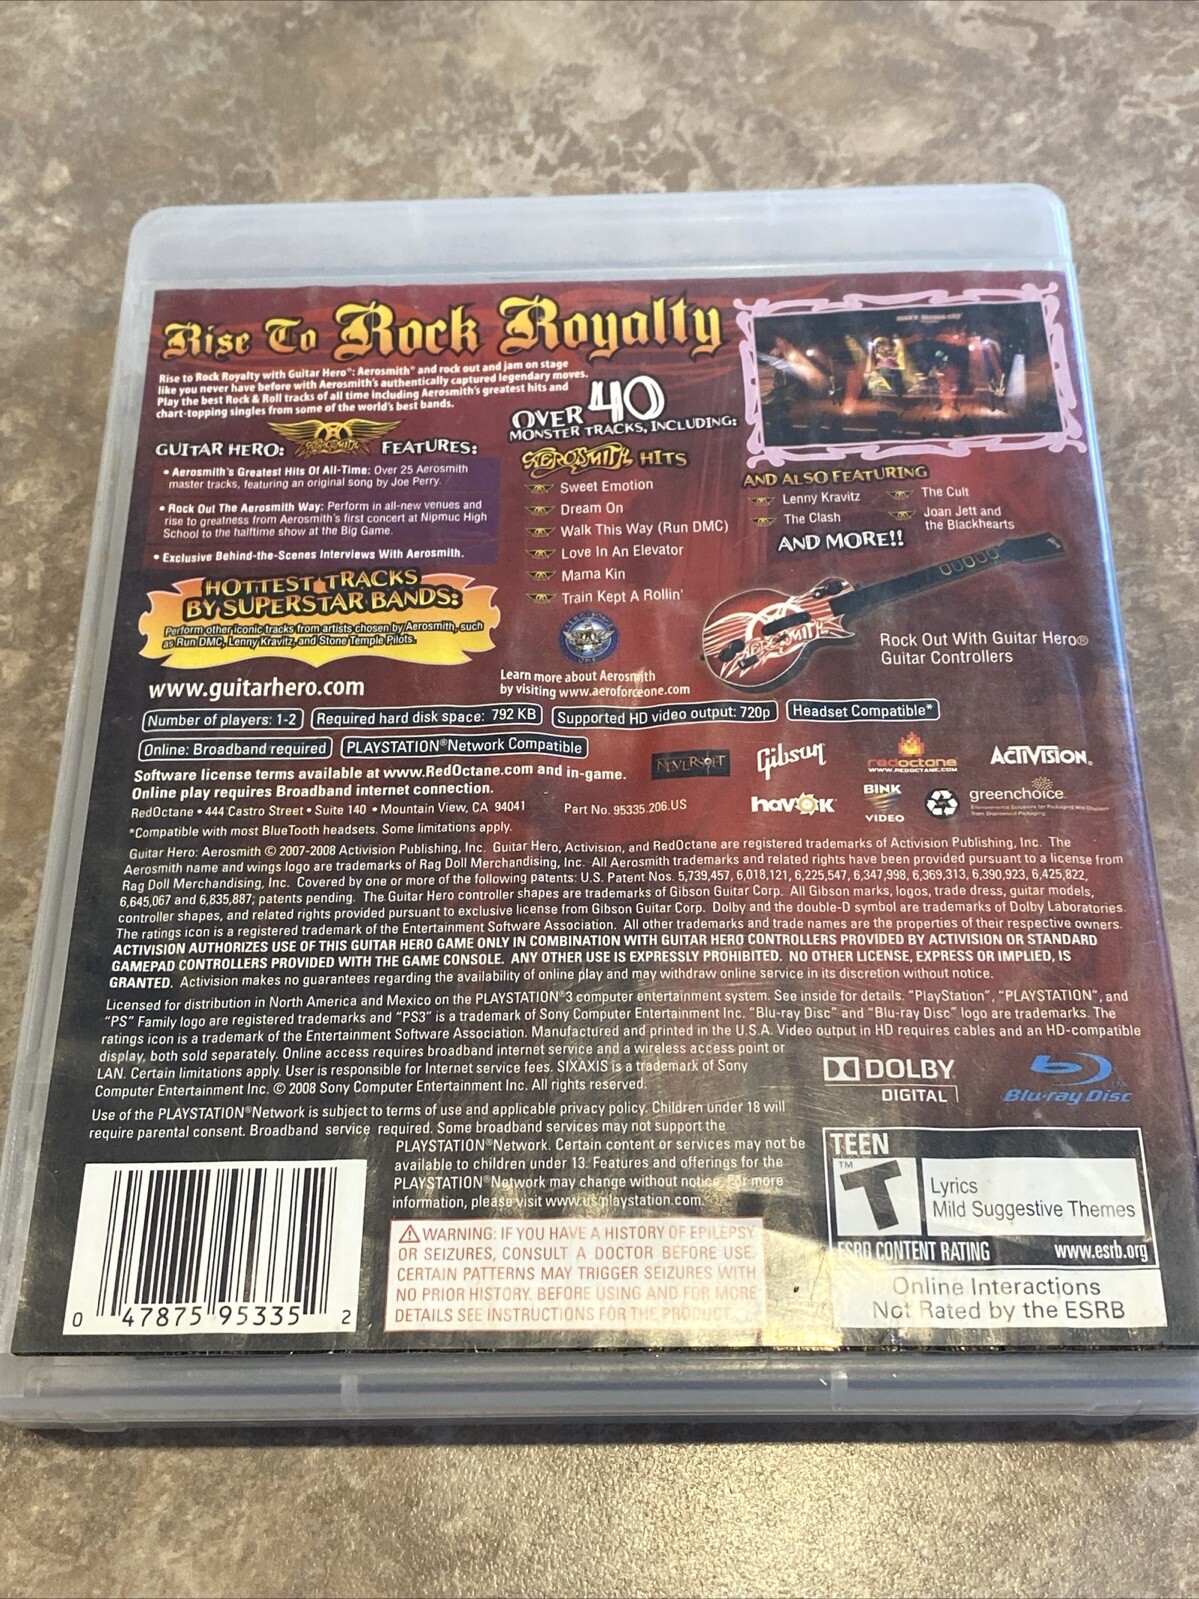 Rise To Rock Royalty
Rise to Rock Royalty with Guitar Hero®: Aerosmith® and rock out and jam on stage
like you never have before with Aerosmith's authentically captured legendary moves.
Play the best Rock & Roll tracks of all time including Aerosmith's greatest hits and
chart-topping singles from some of the world's best bands.
GUITAR HERO: AEROSMITH FEATURES:
• Aerosmith's Greatest Hits Of All-Time: Over 25 Aerosmith
master tracks, featuring an original song by Joe Perry.
• Rock Out The Aerosmith Way: Perform in all-new venues and
rise to greatness from Aerosmith's first concert at Nipmuc High
School to the halftime show at the Big Game.
• Exclusive Behind-the-Scenes Interviews With Aerosmith.
HOTTEST TRACKS
BY SUPERSTAR BANDS:
Perform other iconic tracks from artists chosen by Aerosmith, such
as Run DMC, Lenny Kravitz, and Stone Temple Pilots.
www.guitarhero.com
OVER 40
MONSTER TRACKS, INCLUDING:
AEROSMITH HITS
Sweet Emotion
Dream On
Walk This Way (Run DMC)
Love In An Elevator
Mama Kin
Train Kept A Rollin'
Learn more about Aerosmith
by visiting www.aeroforceone.com
AND ALSO FEATURING
Lenny Kravitz
The Cult
The Clash
Joan Jett and
the Blackhearts
AND MORE!!
AEROSMITH
Rock Out With Guitar Hero®
Guitar Controllers
Number of players: 1-2
Required hard disk space: 792 KB
Supported HD video output: 720p
Headset Compatible*
Online: Broadband required
PLAYSTATION®Network Compatible
NEVERSOFT
Gibson
redoctane
WWW.REDOCTANE.COM
ACTIVISION.
Software license terms available at www.RedOctane.com and in-game.
Online play requires Broadband internet connection.
RedOctane • 444 Castro Street • Suite 140 • Mountain View, CA 94041
Part No. 95335.206.US
havok
BINK
VIDEO
greenchoice
*Compatible with most BlueTooth headsets. Some limitations apply.
Guitar Hero: Aerosmith © 2007-2008 Activision Publishing, Inc. Guitar Hero, Activision, and RedOctane are registered trademarks of Activision Publishing, Inc. The
Aerosmith name and wings logo are trademarks of Rag Doll Merchandising, Inc. All Aerosmith trademarks and related rights have been provided pursuant to a license from
Rag Doll Merchandising, Inc. Covered by one or more of the following patents: U.S. Patent Nos. 5,739,457, 6,018,121, 6,225,547, 6,347,998, 6,369,313, 6,390,923, 6,425,822,
6,645,067 and 6,835,887; patents pending. The Guitar Hero controller shapes are trademarks of Gibson Guitar Corp. All Gibson marks, logos, trade dress, guitar models,
controller shapes, and related rights provided pursuant to exclusive license from Gibson Guitar Corp. Dolby and the double-D symbol are trademarks of Dolby Laboratories.
The ratings icon is a registered trademark of the Entertainment Software Association. All other trademarks and trade names are the properties of their respective owners.
ACTIVISION AUTHORIZES USE OF THIS GUITAR HERO GAME ONLY IN COMBINATION WITH GUITAR HERO CONTROLLERS PROVIDED BY ACTIVISION OR STANDARD
GAMEPAD CONTROLLERS PROVIDED WITH THE GAME CONSOLE. ANY OTHER USE IS EXPRESSLY PROHIBITED. NO OTHER LICENSE, EXPRESS OR IMPLIED, IS
GRANTED. Activision makes no guarantees regarding the availability of online play and may withdraw online service in its discretion without notice.
Licensed for distribution in North America and Mexico on the PLAYSTATION®3 computer entertainment system. See inside for details. "PlayStation", "PLAYSTATION", and
"PS" Family logo are registered trademarks and "PS3" is a trademark of Sony Computer Entertainment Inc. "Blu-ray Disc" and "Blu-ray Disc" logo are trademarks. The
ratings icon is a trademark of the Entertainment Software Association. Manufactured and printed in the U.S.A. Video output in HD requires cables and an HD-compatible
display, both sold separately. Online access requires broadband internet service and a wireless access point or
LAN. Certain limitations apply. User is responsible for Internet service fees. SIXAXIS is a trademark of Sony
Computer Entertainment Inc. © 2008 Sony Computer Entertainment Inc. All rights reserved.
Use of the PLAYSTATION®Network is subject to terms of use and applicable privacy policy. Children under 18 will
require parental consent. Broadband service required. Some broadband services may not support the
PLAYSTATION®Network. Certain content or services may not be
available to children under 13. Features and offerings for the
PLAYSTATION®Network may change without notice. For more
information, please visit www.us.playstation.com.
DOLBY
DIGITAL
Blu-ray Disc
0 47875 95335 2
WARNING: IF YOU HAVE A HISTORY OF EPILEPSY
OR SEIZURES, CONSULT A DOCTOR BEFORE USE.
CERTAIN PATTERNS MAY TRIGGER SEIZURES WITH
NO PRIOR HISTORY. BEFORE USING AND FOR MORE
DETAILS SEE INSTRUCTIONS FOR THE PRODUCT.
TEEN
T™
Lyrics
Mild Suggestive Themes
ESRB CONTENT RATING www.esrb.org
Online Interactions
Not Rated by the ESRB